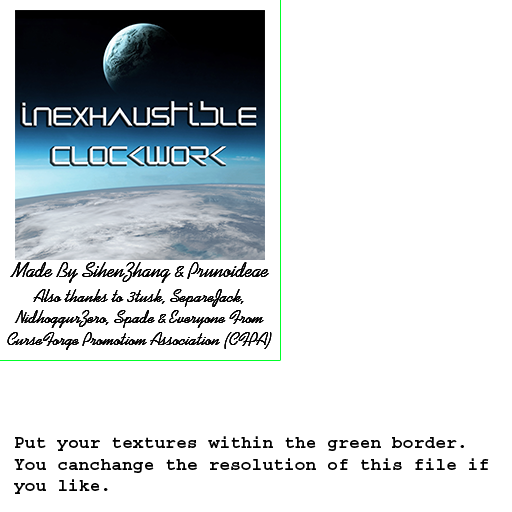 INEXHAUSTIBLE
CLOCKWORK
Made By SihenZhang & Prunoideae
Also thanks to 3tusk, SepareJack,
NidhoggurZero, Spade & Everyone From
CurseForge Promotiom Association (CFPA)
Put your textures within the green border.
You canchange the resolution of this file if
you like.